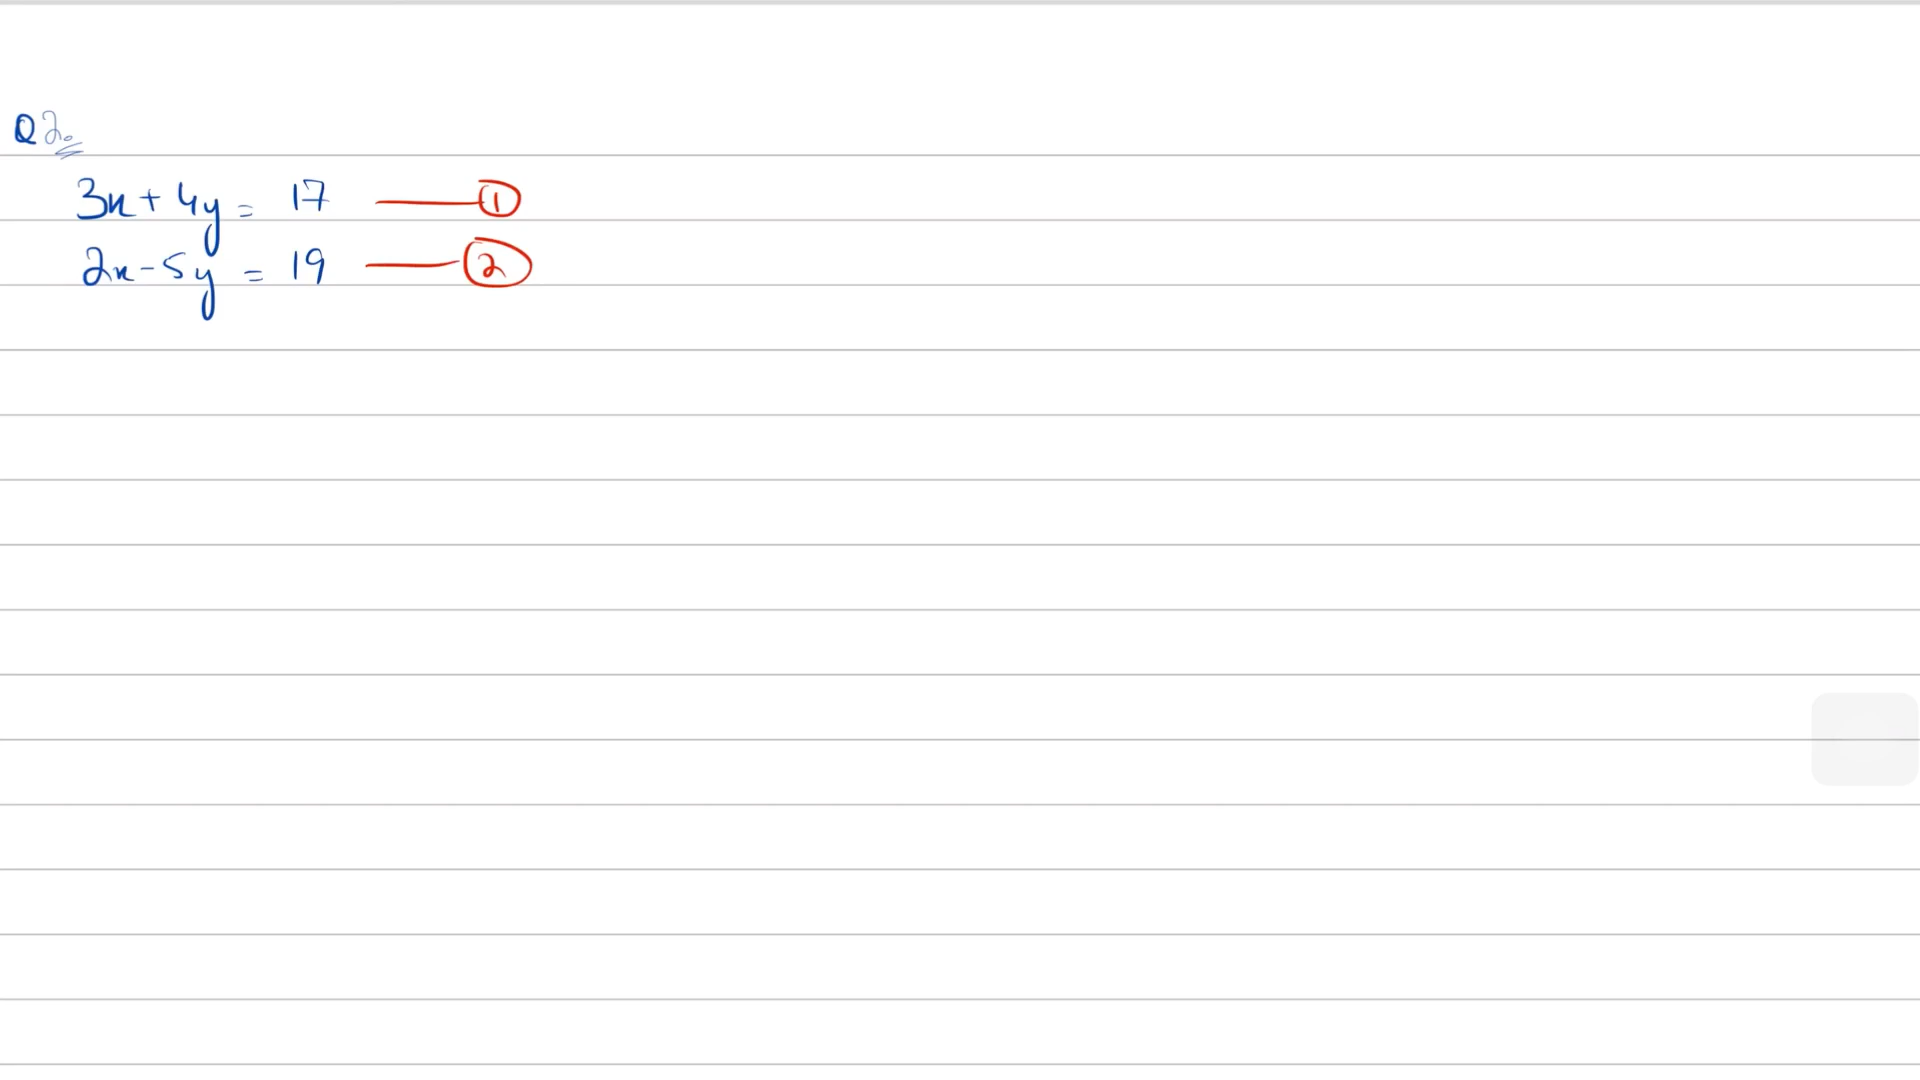 Q2.
3x + 4y = 17 —— ①
2x - 5y = 19 —— ②